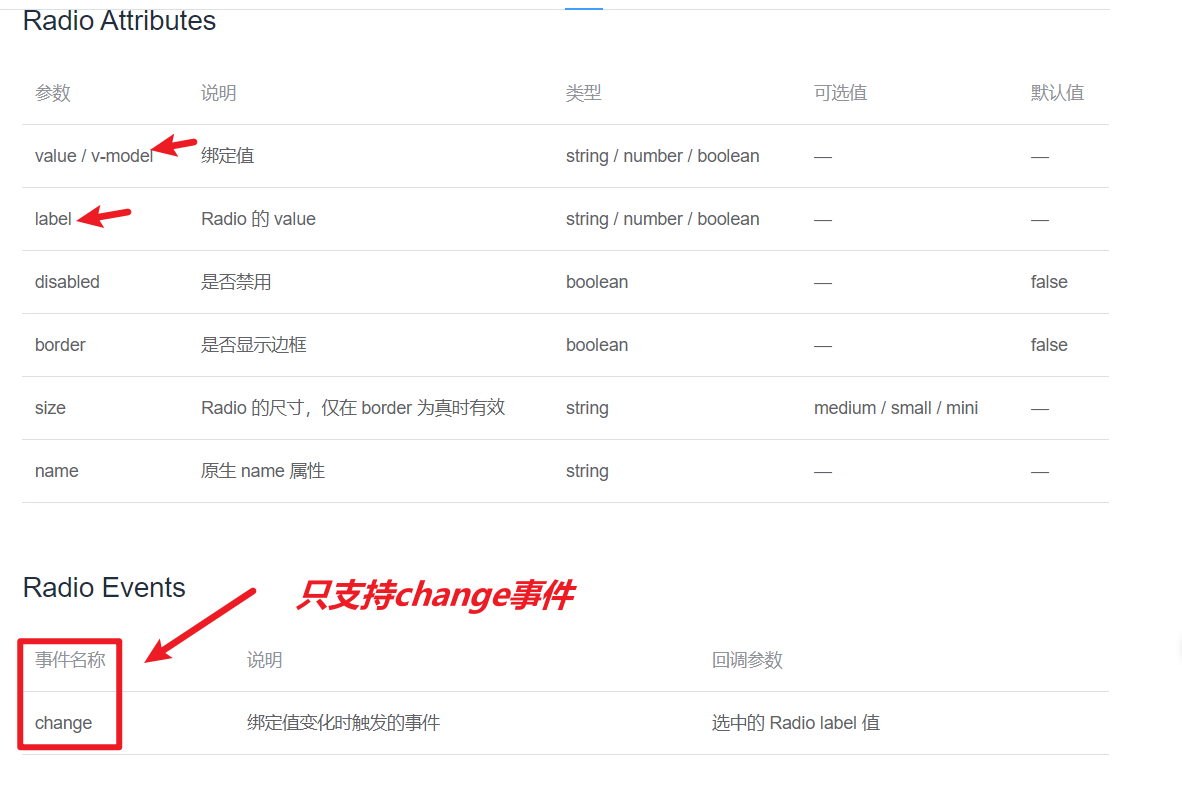 Radio Attributes
参数 说明 类型 可选值 默认值
value / v-model 绑定值 string / number / boolean — —
label Radio 的 value string / number / boolean — —
disabled 是否禁用 boolean — false
border 是否显示边框 boolean — false
size Radio 的尺寸，仅在 border 为真时有效 string medium / small / mini —
name 原生 name 属性 string — —
Radio Events
只支持change事件
事件名称 说明 回调参数
change 绑定值变化时触发的事件 选中的 Radio label 值